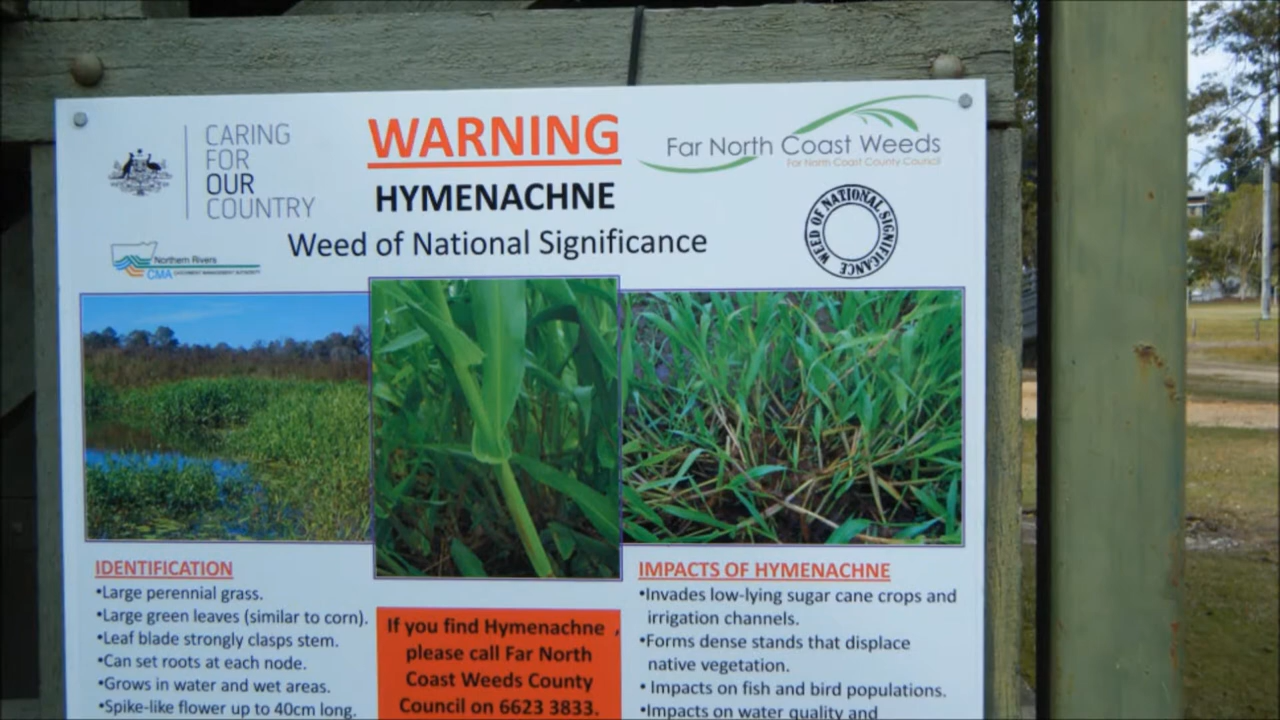 CARING
FOR
OUR
COUNTRY
WARNING
HYMENACHNE
Weed of National Significance
Far North Coast Weeds
Far North Coast County Council
WEED OF NATIONAL SIGNIFICANCE
Northern Rivers
CMA CATCHMENT MANAGEMENT AUTHORITY
IDENTIFICATION
•Large perennial grass.
•Large green leaves (similar to corn).
•Leaf blade strongly clasps stem.
•Can set roots at each node.
•Grows in water and wet areas.
•Spike-like flower up to 40cm long.
If you find Hymenachne ,
please call Far North
Coast Weeds County
Council on 6623 3833.
IMPACTS OF HYMENACHNE
•Invades low-lying sugar cane crops and
irrigation channels.
•Forms dense stands that displace
native vegetation.
• Impacts on fish and bird populations.
•Impacts on water quality and